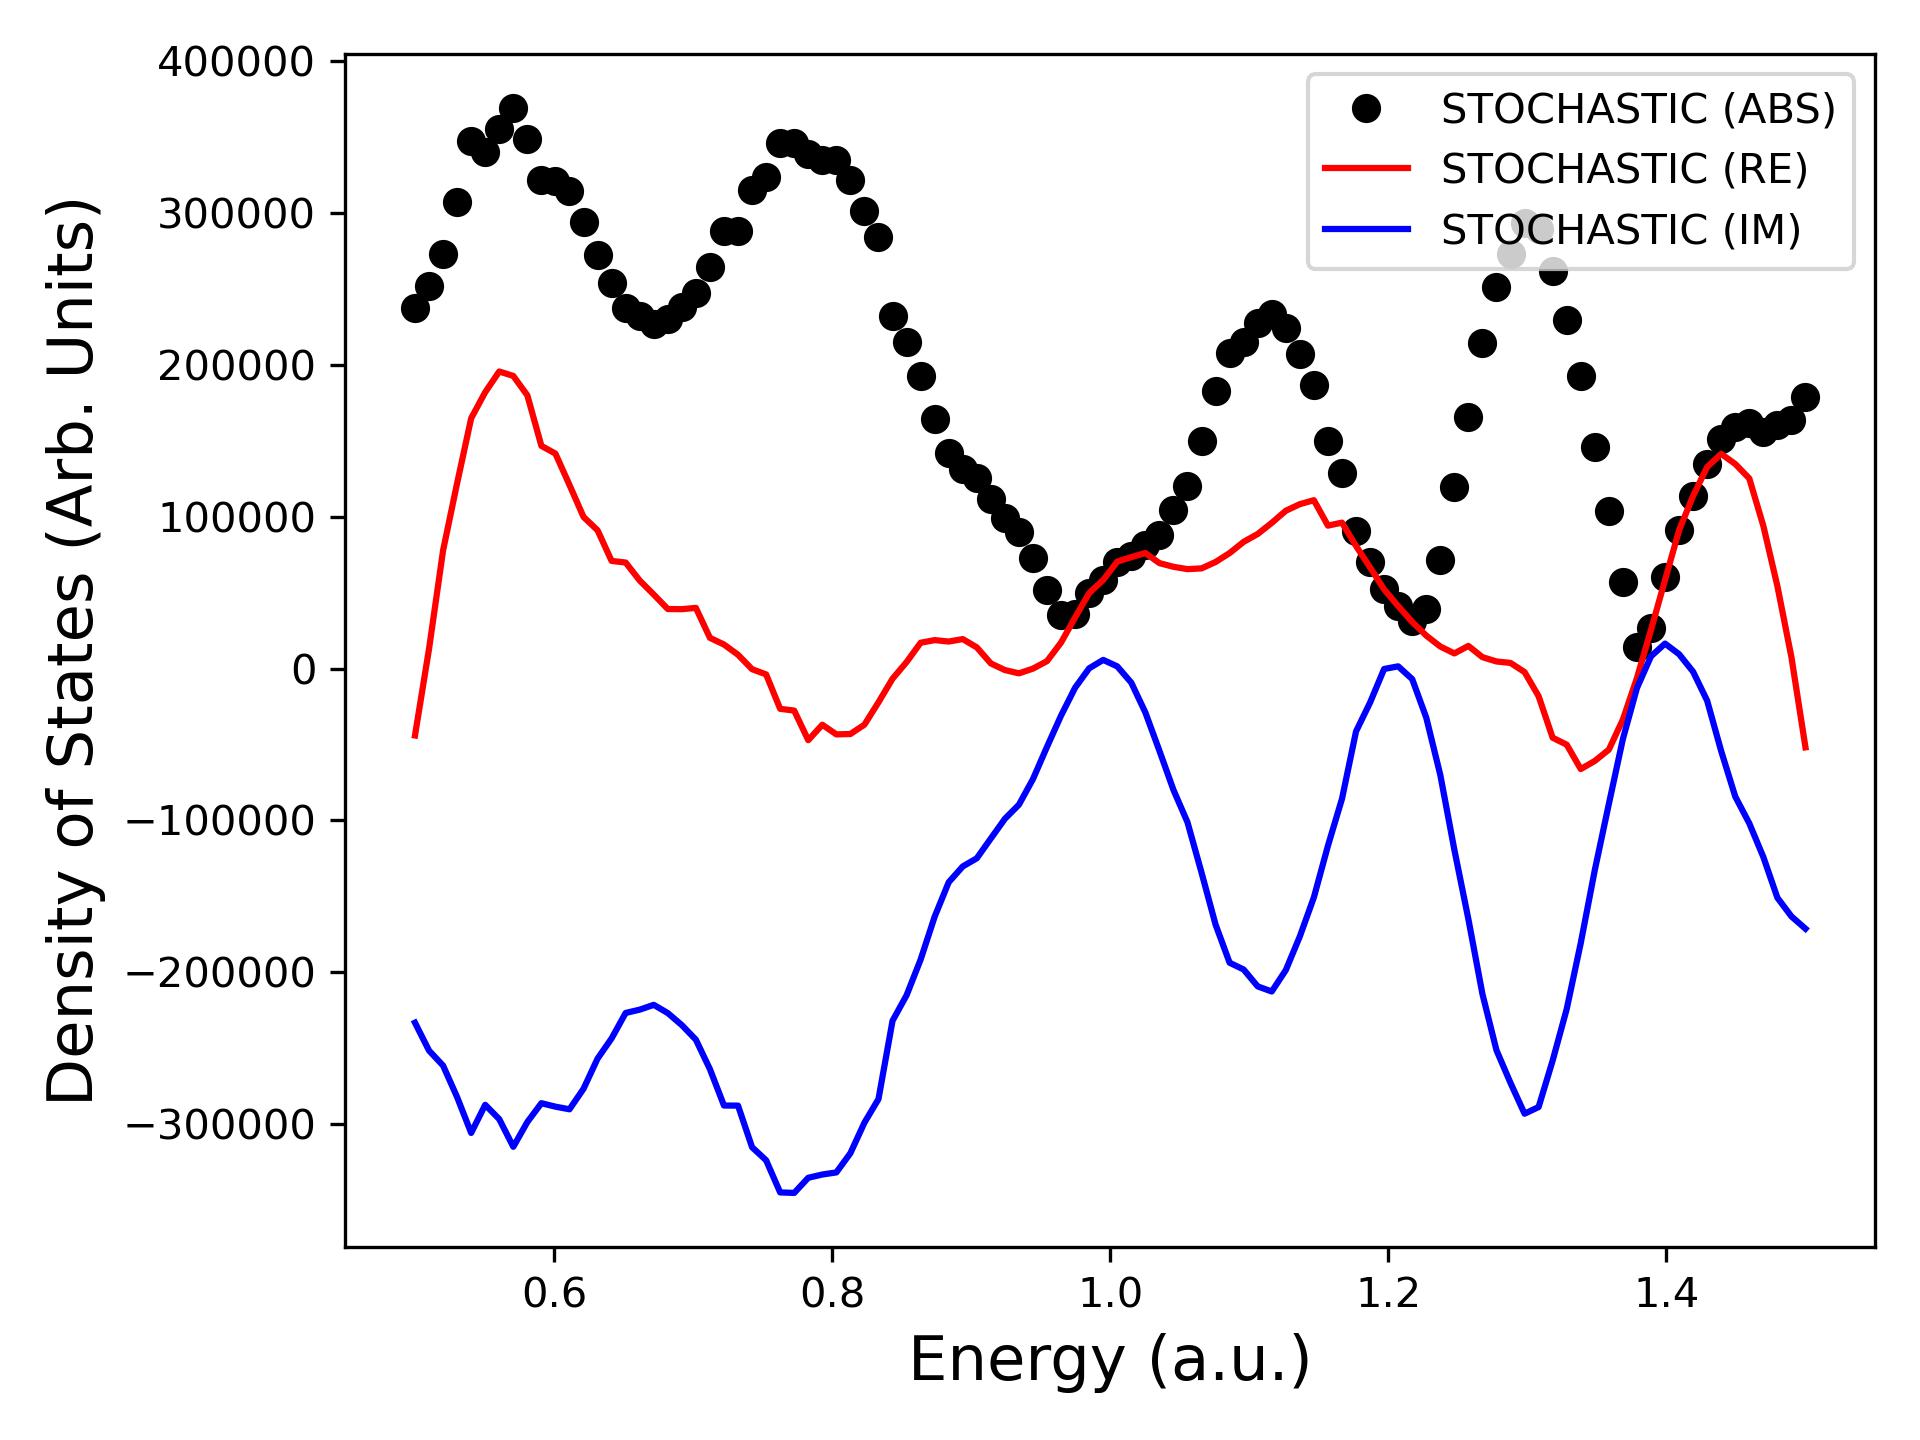 400000
300000
200000
100000
0
−100000
−200000
−300000
Density of States (Arb. Units)
STOCHASTIC (ABS)
STOCHASTIC (RE)
STOCHASTIC (IM)
0.6 0.8 1.0 1.2 1.4
Energy (a.u.)